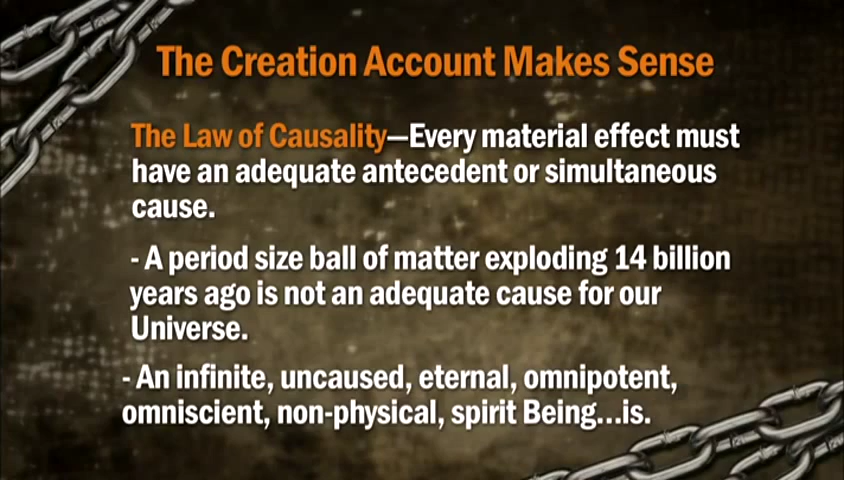 The Creation Account Makes Sense
The Law of Causality—Every material effect must
have an adequate antecedent or simultaneous
cause.
- A period size ball of matter exploding 14 billion
years ago is not an adequate cause for our
Universe.
- An infinite, uncaused, eternal, omnipotent,
omniscient, non-physical, spirit Being...is.